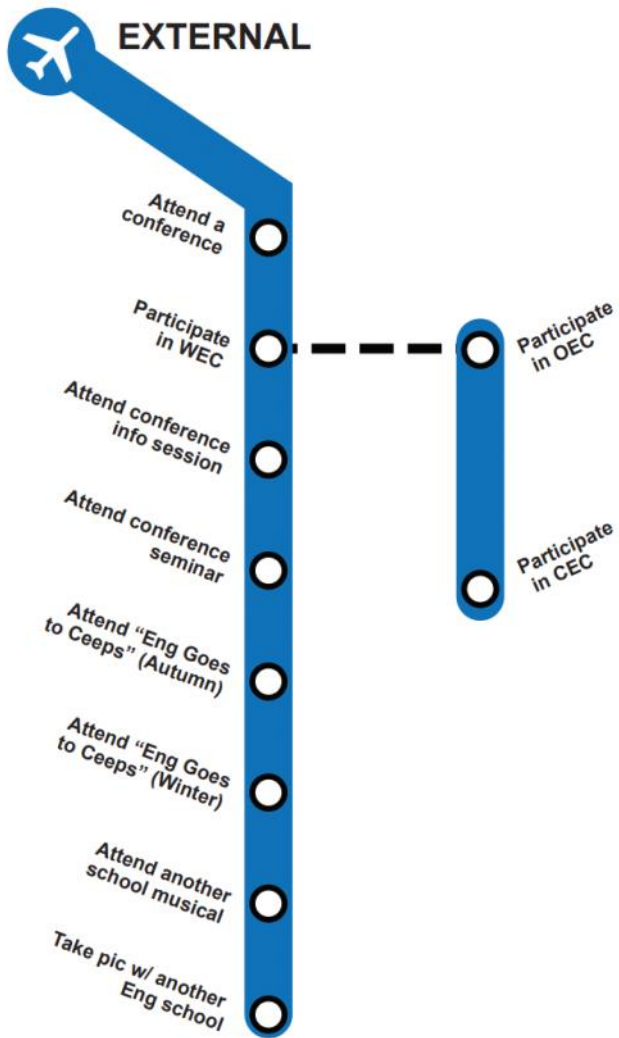 EXTERNAL
Attend a
conference
Participate
in WEC
Participate
in OEC
Attend conference
info session
Attend conference
seminar
Participate
in CEC
Attend “Eng Goes
to Ceeps” (Autumn)
Attend “Eng Goes
to Ceeps” (Winter)
Attend another
school musical
Take pic w/ another
Eng school